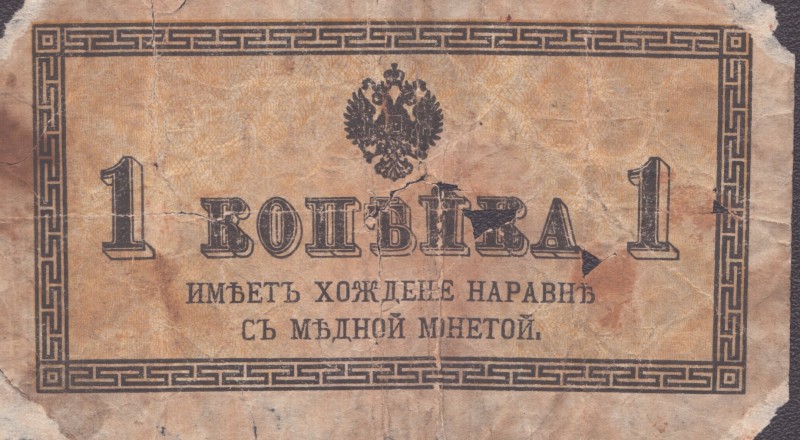 1 КОПѢЙКА 1
ИМѢЕТЪ ХОЖДЕНІЕ НАРАВНѢ
СЪ МѢДНОЙ МОНЕТОЙ.